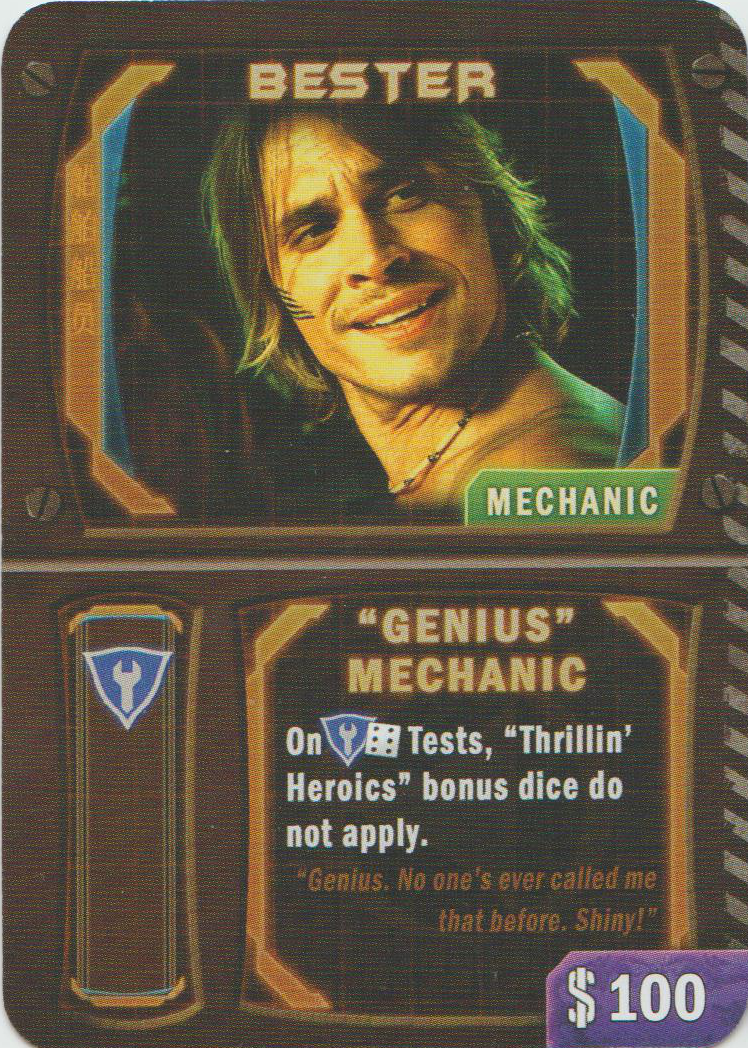 BESTER
MECHANIC
“GENIUS”
MECHANIC
On Tests, “Thrillin’
Heroics” bonus dice do
not apply.
“Genius. No one's ever called me
that before. Shiny!”
$ 100